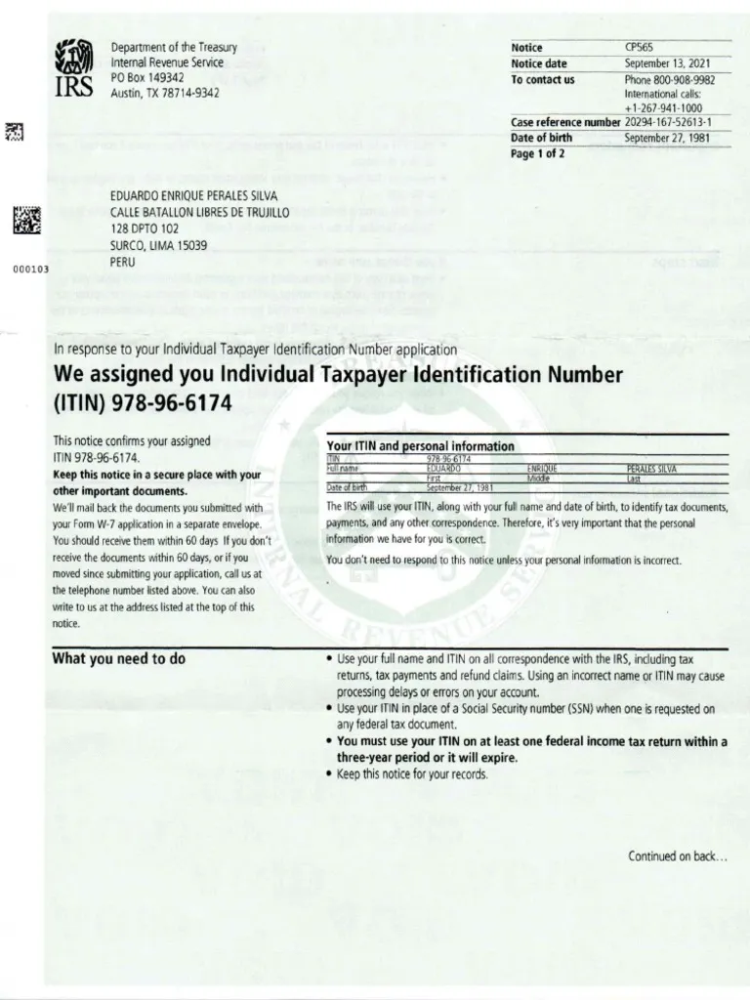 IRS
Department of the Treasury
Internal Revenue Service
PO Box 149342
Austin, TX 78714-9342
Notice CP565
Notice date September 13, 2021
To contact us Phone 800-908-9982
International calls:
+1-267-941-1000
Case reference number 20294-167-52613-1
Date of birth September 27, 1981
Page 1 of 2
EDUARDO ENRIQUE PERALES SILVA
CALLE BATALLON LIBRES DE TRUJILLO
128 DPTO 102
SURCO, LIMA 15039
PERU
000103
In response to your Individual Taxpayer Identification Number application
We assigned you Individual Taxpayer Identification Number
(ITIN) 978-96-6174
This notice confirms your assigned
ITIN 978-96-6174.
Keep this notice in a secure place with your
other important documents.
We'll mail back the documents you submitted with
your Form W-7 application in a separate envelope.
You should receive them within 60 days If you don't
receive the documents within 60 days, or if you
moved since submitting your application, call us at
the telephone number listed above. You can also
write to us at the address listed at the top of this
notice.
Your ITIN and personal information
ITIN 978-96-6174
Full name EDUARDO ENRIQUE PERALES SILVA
First Middle Last
Date of birth September 27, 1981
The IRS will use your ITIN, along with your full name and date of birth, to identify tax documents,
payments, and any other correspondence. Therefore, it's very important that the personal
information we have for you is correct.
You don't need to respond to this notice unless your personal information is incorrect.
What you need to do
• Use your full name and ITIN on all correspondence with the IRS, including tax
returns, tax payments and refund claims. Using an incorrect name or ITIN may cause
processing delays or errors on your account.
• Use your ITIN in place of a Social Security number (SSN) when one is requested on
any federal tax document.
• You must use your ITIN on at least one federal income tax return within a
three-year period or it will expire.
• Keep this notice for your records.
Continued on back...